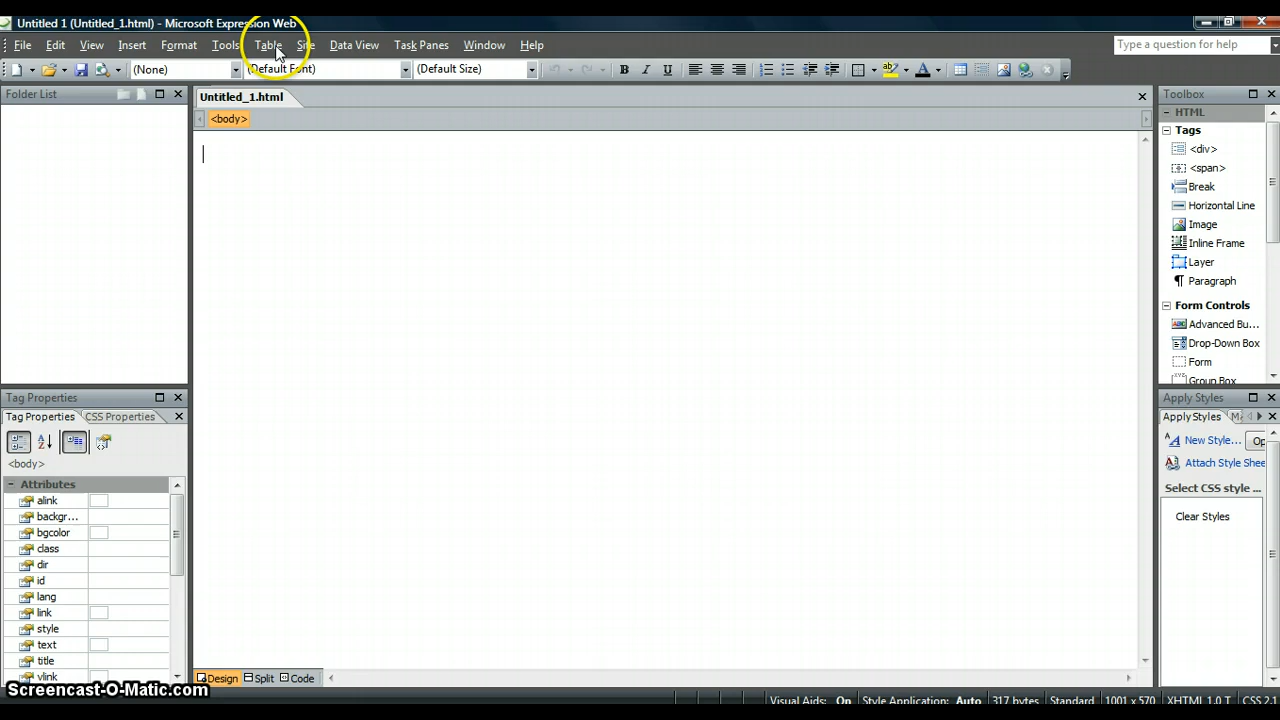 Untitled 1 (Untitled_1.html) - Microsoft Expression Web
File Edit View Insert Format Tools Table Site Data View Task Panes Window Help
Type a question for help
(None) (Default Font) (Default Size) B I U A
Folder List
Untitled_1.html
<body>
Toolbox
HTML
Tags
<div>
<span>
Break
Horizontal Line
Image
Inline Frame
Layer
Paragraph
Form Controls
Advanced Bu...
Drop-Down Box
Form
Group Box
Tag Properties
Tag Properties CSS Properties
<body>
Attributes
alink
backgr...
bgcolor
class
dir
id
lang
link
style
text
title
vlink
Apply Styles
Apply Styles
New Style...
Attach Style Shee
Select CSS style ...
Clear Styles
Design Split Code
Screencast-O-Matic.com
Visual Aids: On Style Application: Auto 317 bytes Standard 1001 x 570 XHTML 1.0 T CSS 2.1